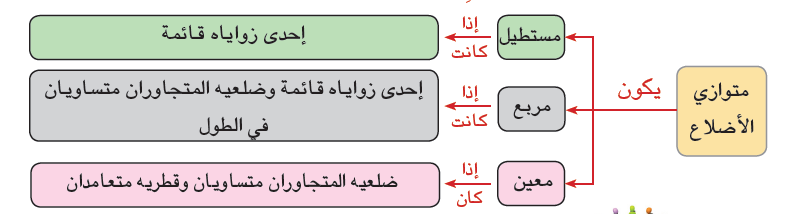 متوازي
الأضلاع
يكون
مستطيل
إذا
كانت
إحدى زواياه قائمة
مربع
إذا
كانت
إحدى زواياه قائمة وضلعيه المتجاوران متساويان
في الطول
معين
إذا
كان
ضلعيه المتجاوران متساويان وقطريه متعامدان